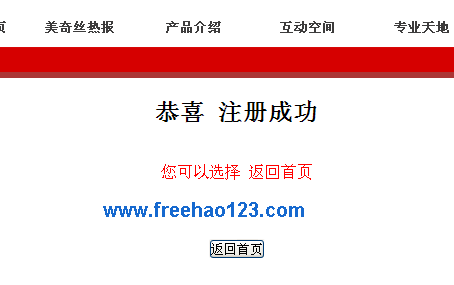 页 美奇丝热报 产品介绍 互动空间 专业天地
恭喜 注册成功
您可以选择 返回首页
www.freehao123.com
返回首页